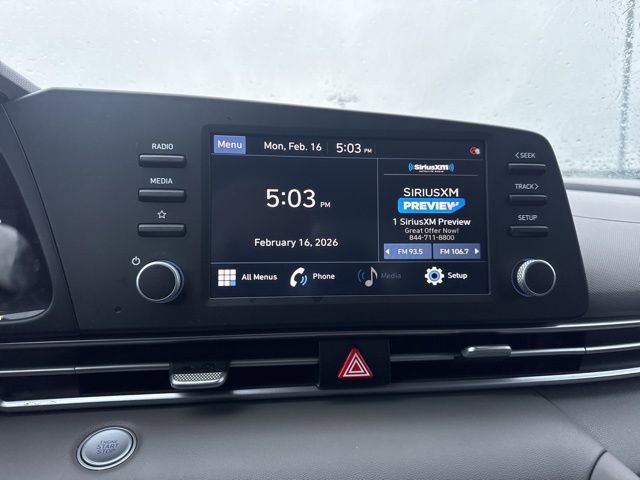 RADIO
MEDIA
Menu
Mon, Feb. 16
5:03 PM
5:03 PM
February 16, 2026
SiriusXM
SATELLITE RADIO
SIRIUSXM
PREVIEW
1 SiriusXM Preview
Great Offer Now!
844-711-8800
FM 93.5
FM 106.7
All Menus
Phone
Media
Setup
< SEEK
TRACK >
SETUP
ENGINE
START
STOP